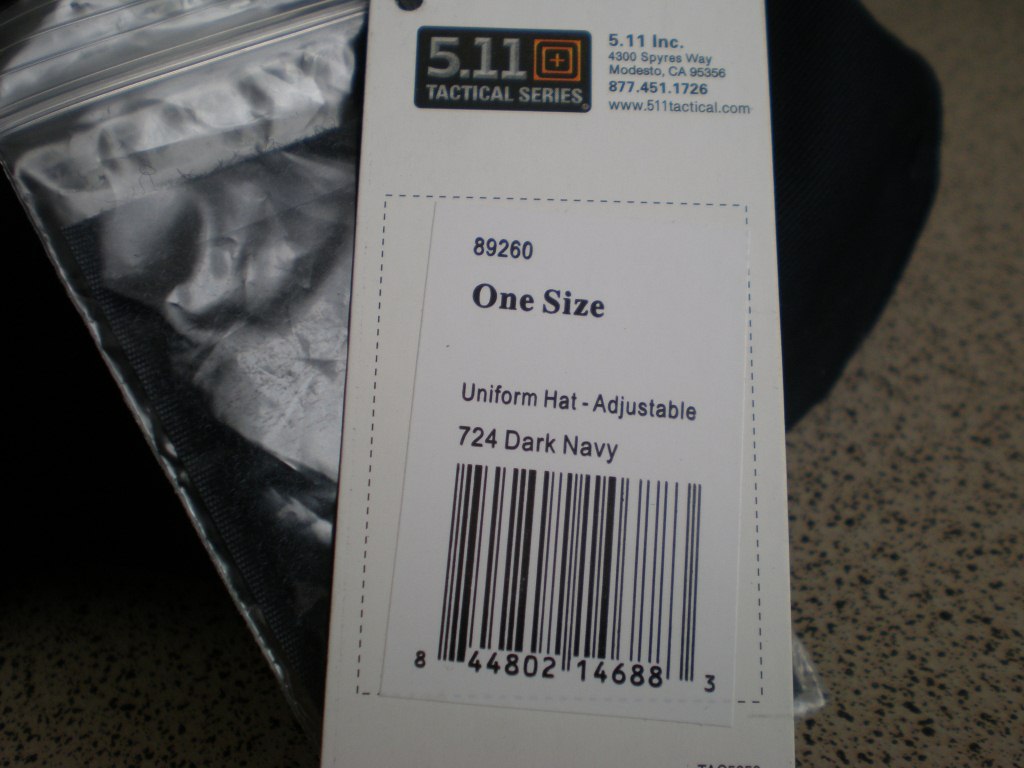 5.11
TACTICAL SERIES®
5.11 Inc.
4300 Spyres Way
Modesto, CA 95356
877.451.1726
www.511tactical.com
89260
One Size
Uniform Hat - Adjustable
724 Dark Navy
8 44802 14688 3